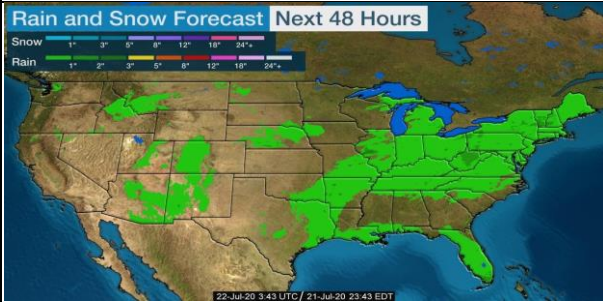 Rain and Snow Forecast Next 48 Hours
Snow 1" 3" 5" 8" 12" 18" 24"+
Rain 1" 2" 3" 5" 8" 12" 18" 24"+
22-Jul-20 3:43 UTC / 21-Jul-20 23:43 EDT